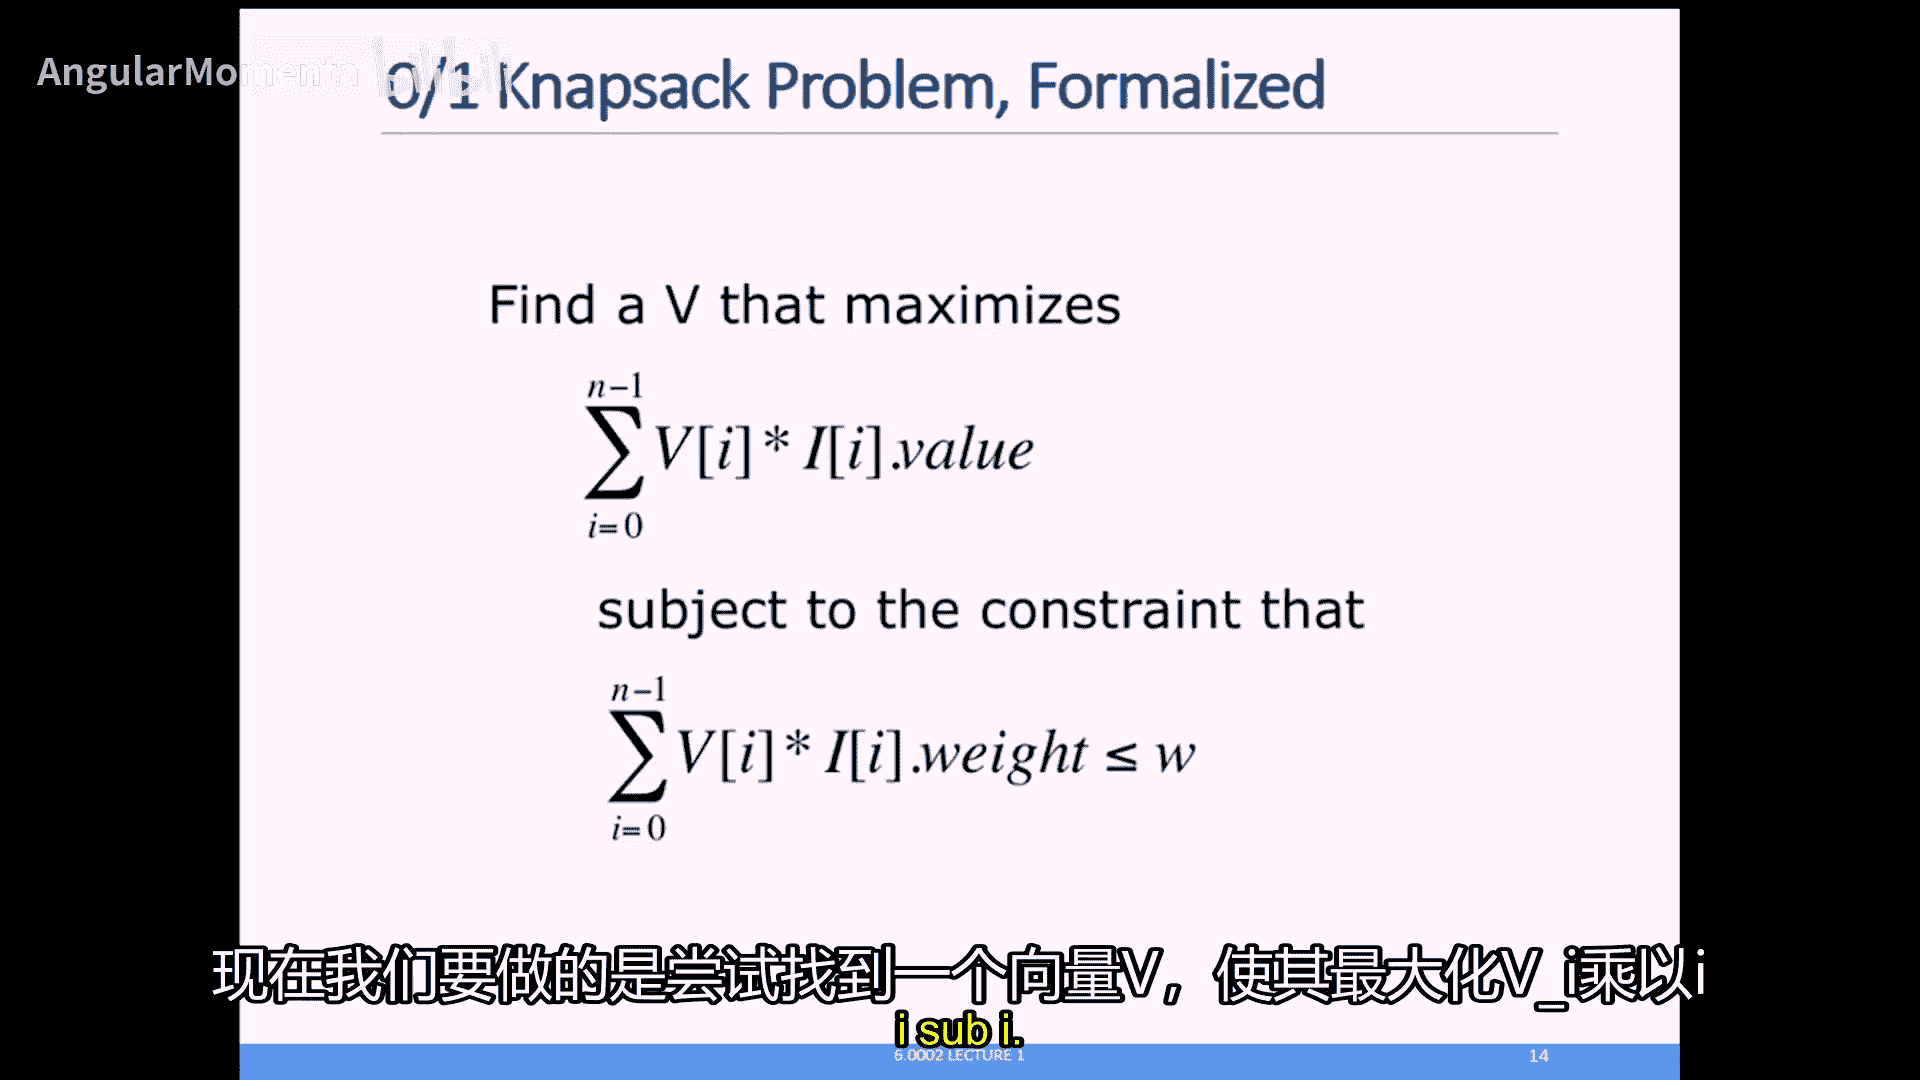 AngularMomenta
0/1 Knapsack Problem, Formalized
Find a V that maximizes
n−1
∑ V[i] * I[i].value
i=0
subject to the constraint that
n−1
∑ V[i] * I[i].weight ≤ w
i=0
现在我们要做的是尝试找到一个向量V，使其最大化V_i乘以i
i sub i.
6.0002 LECTURE 1
14